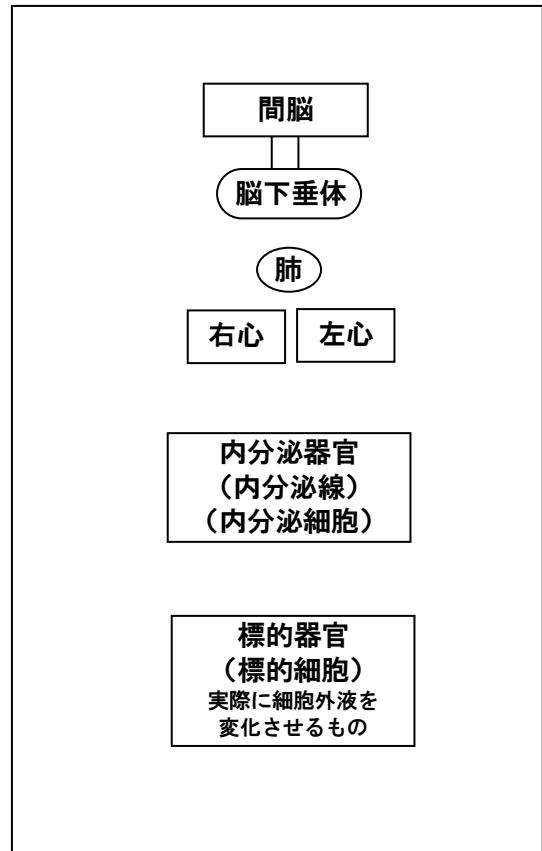 間脳
脳下垂体
肺
右心 左心
内分泌器官
（内分泌線）
（内分泌細胞）
標的器官
（標的細胞）
実際に細胞外液を
変化させるもの